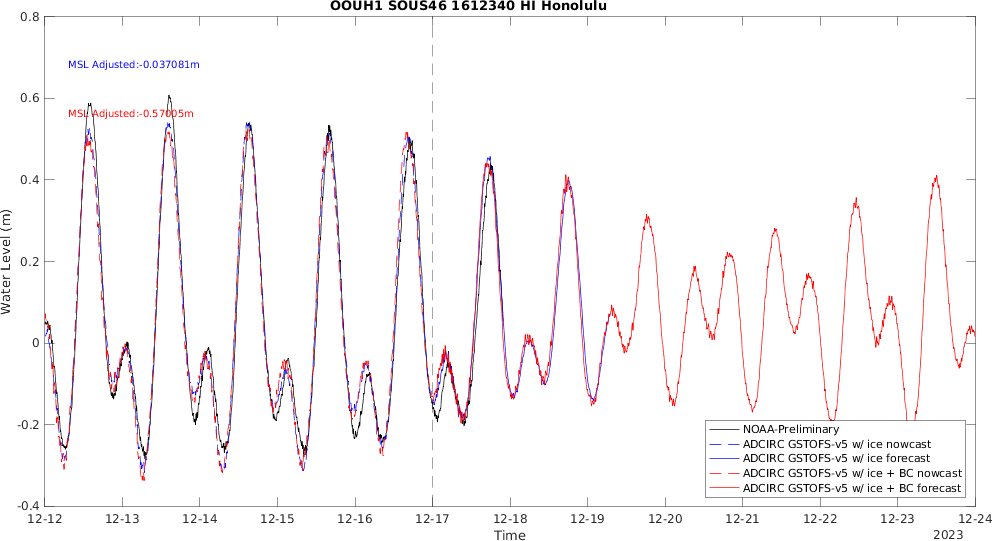 OOUH1 SOUS46 1612340 HI Honolulu
0.8
0.6
0.4
0.2
0
-0.2
-0.4
Water Level (m)
MSL Adjusted:-0.037081m
MSL Adjusted:-0.57005m
NOAA-Preliminary
ADCIRC GSTOFS-v5 w/ ice nowcast
ADCIRC GSTOFS-v5 w/ ice forecast
ADCIRC GSTOFS-v5 w/ ice + BC nowcast
ADCIRC GSTOFS-v5 w/ ice + BC forecast
12-12 12-13 12-14 12-15 12-16 12-17 12-18 12-19 12-20 12-21 12-22 12-23 12-24
Time
2023